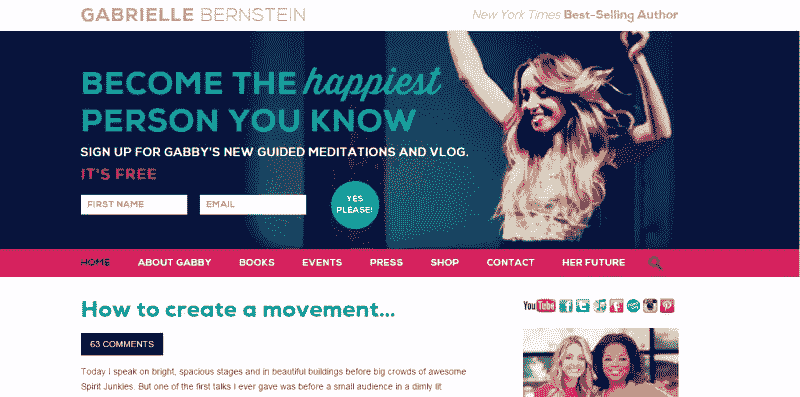 GABRIELLE BERNSTEIN
New York Times Best-Selling Author
BECOME THE happiest
PERSON YOU KNOW
SIGN UP FOR GABBY'S NEW GUIDED MEDITATIONS AND VLOG.
IT'S FREE
FIRST NAME EMAIL YES PLEASE!
HOME ABOUT GABBY BOOKS EVENTS PRESS SHOP CONTACT HER FUTURE
How to create a movement...
YouTube
63 COMMENTS
Today I speak on bright, spacious stages and in beautiful buildings before big crowds of awesome
Spirit Junkies. But one of the first talks I ever gave was before a small audience in a dimly lit